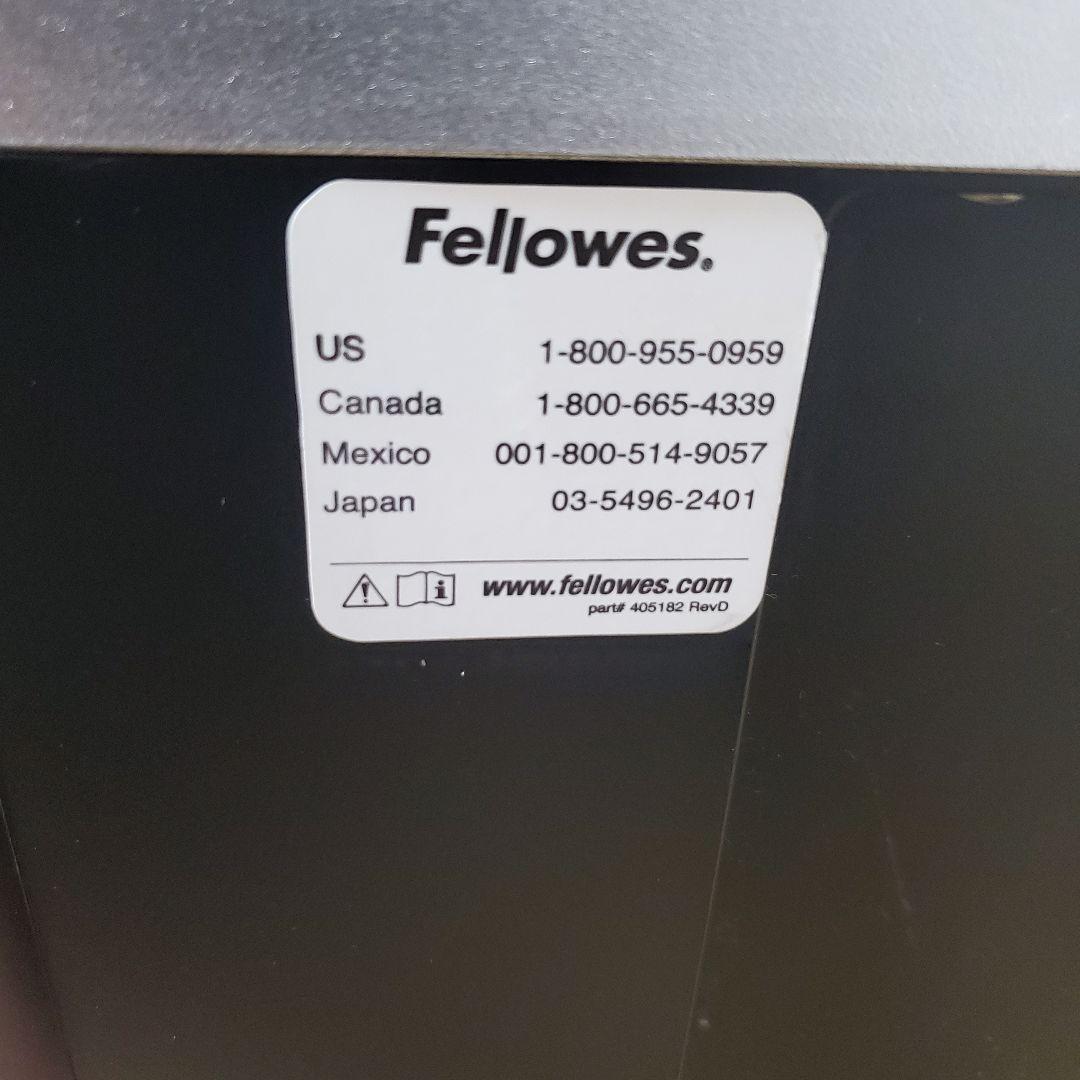 Fellowes®
US 1-800-955-0959
Canada 1-800-665-4339
Mexico 001-800-514-9057
Japan 03-5496-2401
www.fellowes.com
part# 405182 RevD